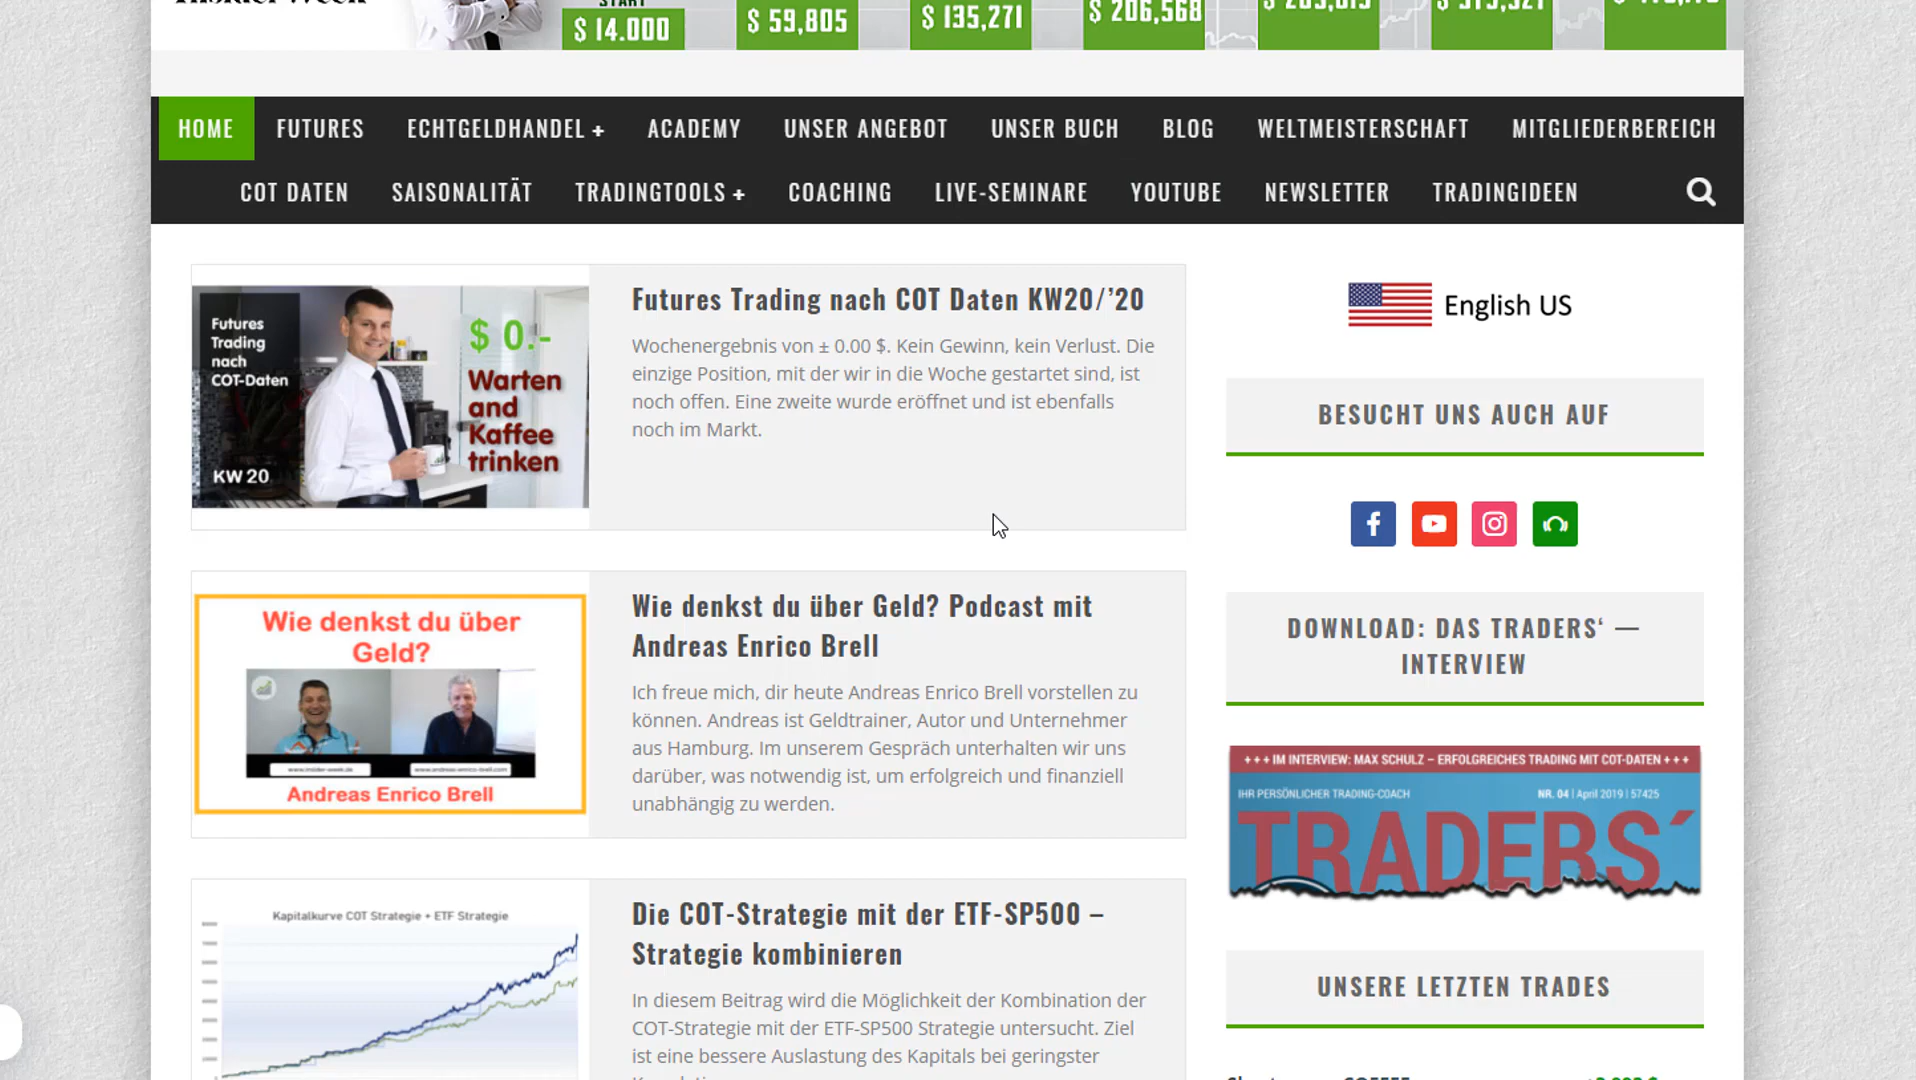 $ 14.000
$ 59,805
$ 135,271
$ 206,568
HOME FUTURES ECHTGELDHANDEL + ACADEMY UNSER ANGEBOT UNSER BUCH BLOG WELTMEISTERSCHAFT MITGLIEDERBEREICH
COT DATEN SAISONALITÄT TRADINGTOOLS + COACHING LIVE-SEMINARE YOUTUBE NEWSLETTER TRADINGIDEEN
Futures
Trading
nach
COT-Daten
KW 20
$ 0.-
Warten
and
Kaffee
trinken
Futures Trading nach COT Daten KW20/’20
Wochenergebnis von ± 0.00 $. Kein Gewinn, kein Verlust. Die
einzige Position, mit der wir in die Woche gestartet sind, ist
noch offen. Eine zweite wurde eröffnet und ist ebenfalls
noch im Markt.
Wie denkst du über
Geld?
www.insider-week.de
www.andreas-enrico-brell.com
Andreas Enrico Brell
Wie denkst du über Geld? Podcast mit
Andreas Enrico Brell
Ich freue mich, dir heute Andreas Enrico Brell vorstellen zu
können. Andreas ist Geldtrainer, Autor und Unternehmer
aus Hamburg. Im unserem Gespräch unterhalten wir uns
darüber, was notwendig ist, um erfolgreich und finanziell
unabhängig zu werden.
Kapitalkurve COT Strategie + ETF Strategie
Die COT-Strategie mit der ETF-SP500 –
Strategie kombinieren
In diesem Beitrag wird die Möglichkeit der Kombination der
COT-Strategie mit der ETF-SP500 Strategie untersucht. Ziel
ist eine bessere Auslastung des Kapitals bei geringster
English US
BESUCHT UNS AUCH AUF
DOWNLOAD: DAS TRADERS‘ —
INTERVIEW
+ + + IM INTERVIEW: MAX SCHULZ – ERFOLGREICHES TRADING MIT COT-DATEN + + +
IHR PERSÖNLICHER TRADING-COACH
NR. 04 | April 2019 | 57425
TRADERS´
UNSERE LETZTEN TRADES